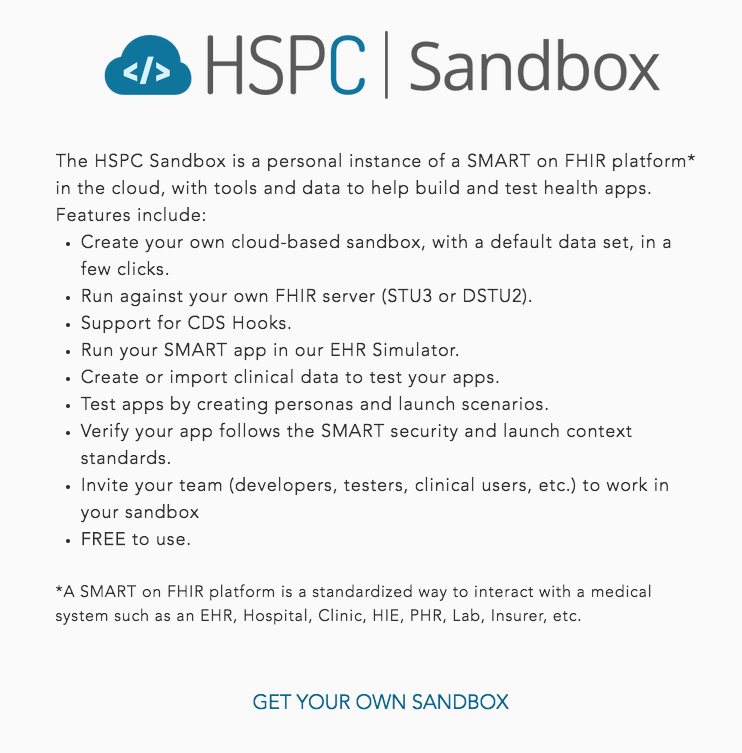 </> HSPC | Sandbox
The HSPC Sandbox is a personal instance of a SMART on FHIR platform*
in the cloud, with tools and data to help build and test health apps.
Features include:
• Create your own cloud-based sandbox, with a default data set, in a
few clicks.
• Run against your own FHIR server (STU3 or DSTU2).
• Support for CDS Hooks.
• Run your SMART app in our EHR Simulator.
• Create or import clinical data to test your apps.
• Test apps by creating personas and launch scenarios.
• Verify your app follows the SMART security and launch context
standards.
• Invite your team (developers, testers, clinical users, etc.) to work in
your sandbox
• FREE to use.
*A SMART on FHIR platform is a standardized way to interact with a medical
system such as an EHR, Hospital, Clinic, HIE, PHR, Lab, Insurer, etc.
GET YOUR OWN SANDBOX